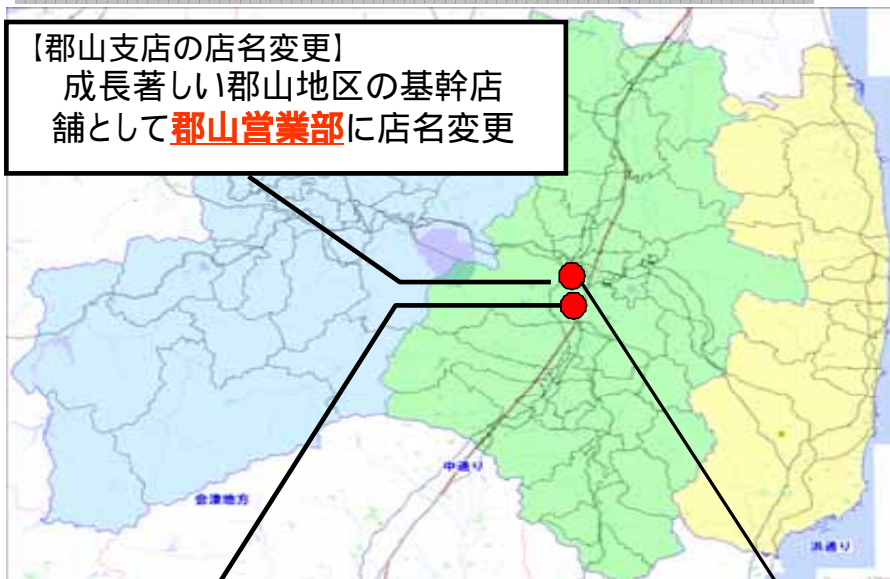 【郡山支店の店名変更】
成長著しい郡山地区の基幹店
舗として郡山営業部に店名変更
中通り
会津地方
浜通り